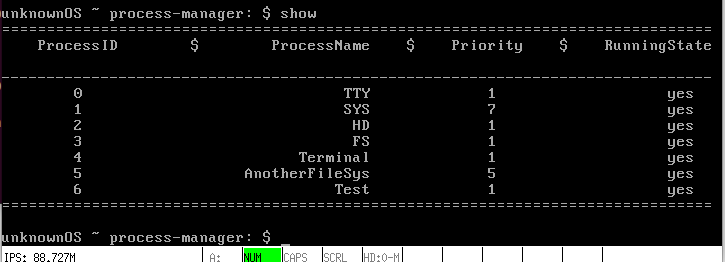 unknownOS ~ process-manager: $ show
================================================================================
ProcessID $ ProcessName $ Priority $ RunningState
--------------------------------------------------------------------------------
0 TTY 1 yes
1 SYS 7 yes
2 HD 1 yes
3 FS 1 yes
4 Terminal 1 yes
5 AnotherFileSys 5 yes
6 Test 1 yes
================================================================================
unknownOS ~ process-manager: $ _
IPS: 88.727M A: NUM CAPS SCRL HD:0-M